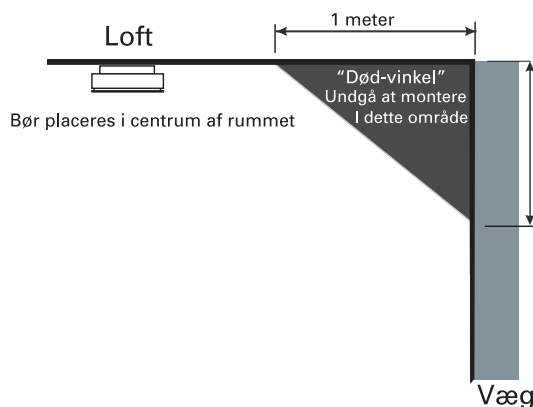 1 meter
Loft
“Død-vinkel”
Undgå at montere
I dette område
Bør placeres i centrum af rummet
Væg